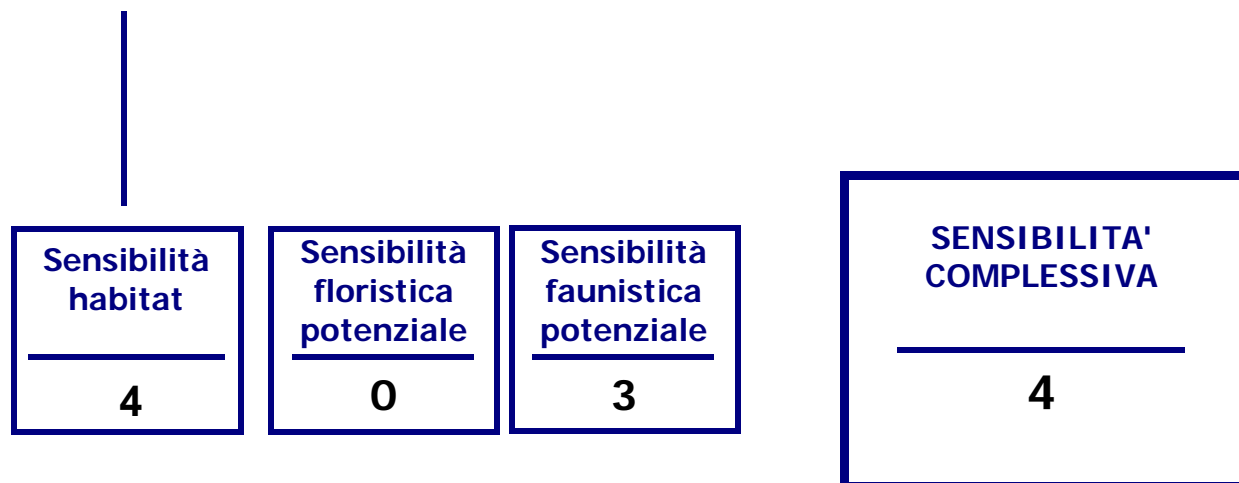 Sensibilità
habitat
4
Sensibilità
floristica
potenziale
0
Sensibilità
faunistica
potenziale
3
SENSIBILITA'
COMPLESSIVA
4